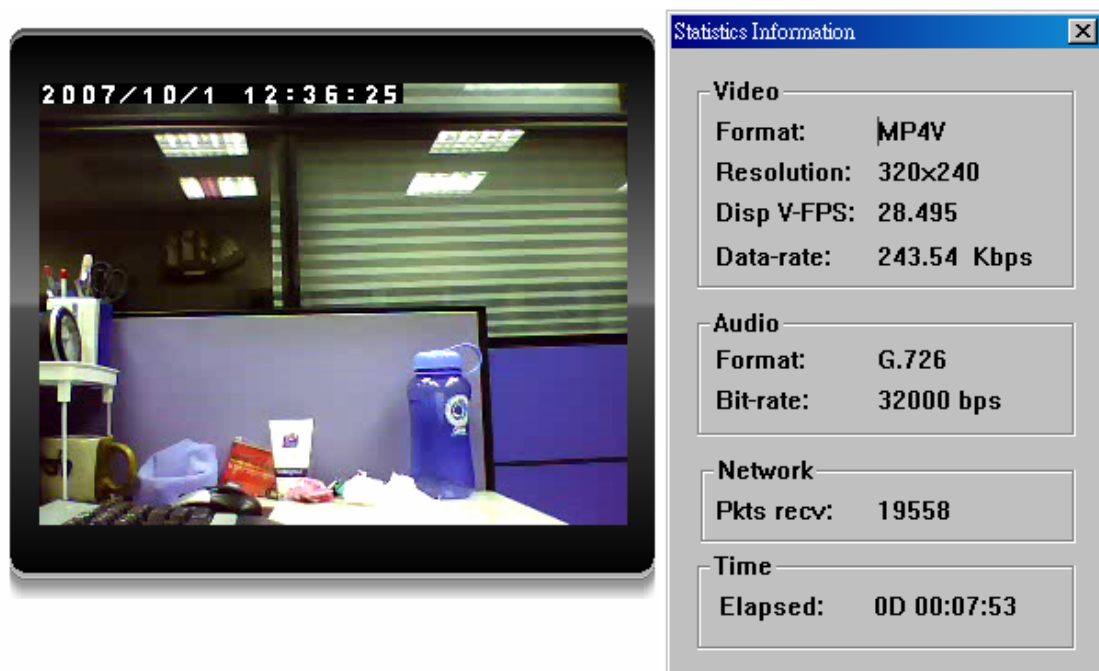 2007/10/1 12:36:25
Statistics Information
Video
Format: MP4V
Resolution: 320×240
Disp V-FPS: 28.495
Data-rate: 243.54 Kbps
Audio
Format: G.726
Bit-rate: 32000 bps
Network
Pkts recv: 19558
Time
Elapsed: 0D 00:07:53